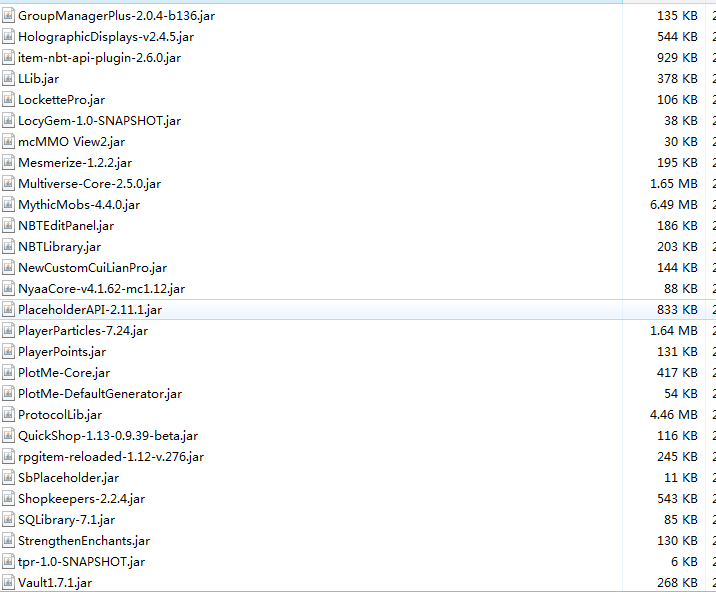 GroupManagerPlus-2.0.4-b136.jar 135 KB 2
HolographicDisplays-v2.4.5.jar 544 KB 2
item-nbt-api-plugin-2.6.0.jar 929 KB 2
LLib.jar 378 KB 2
LockettePro.jar 106 KB 2
LocyGem-1.0-SNAPSHOT.jar 38 KB 2
mcMMO View2.jar 30 KB 2
Mesmerize-1.2.2.jar 195 KB 2
Multiverse-Core-2.5.0.jar 1.65 MB 2
MythicMobs-4.4.0.jar 6.49 MB 2
NBTEditPanel.jar 186 KB 2
NBTLibrary.jar 203 KB 2
NewCustomCuiLianPro.jar 144 KB 2
NyaaCore-v4.1.62-mc1.12.jar 88 KB 2
PlaceholderAPI-2.11.1.jar 833 KB 2
PlayerParticles-7.24.jar 1.64 MB 2
PlayerPoints.jar 131 KB 2
PlotMe-Core.jar 417 KB 2
PlotMe-DefaultGenerator.jar 54 KB 2
ProtocolLib.jar 4.46 MB 2
QuickShop-1.13-0.9.39-beta.jar 116 KB 2
rpgitem-reloaded-1.12-v.276.jar 245 KB 2
SbPlaceholder.jar 11 KB 2
Shopkeepers-2.2.4.jar 543 KB 2
SQLibrary-7.1.jar 85 KB 2
StrengthenEnchants.jar 130 KB 2
tpr-1.0-SNAPSHOT.jar 6 KB 2
Vault1.7.1.jar 268 KB 2